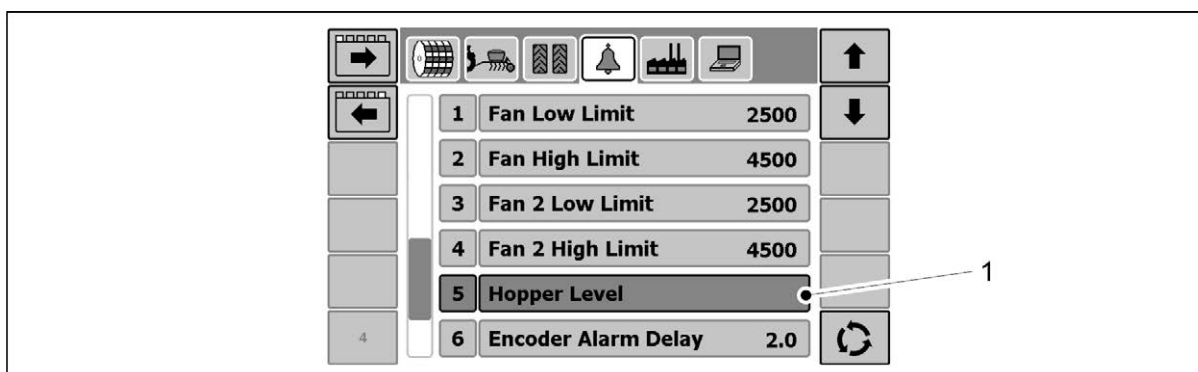 1 Fan Low Limit 2500
2 Fan High Limit 4500
3 Fan 2 Low Limit 2500
4 Fan 2 High Limit 4500
5 Hopper Level 1
4 6 Encoder Alarm Delay 2.0